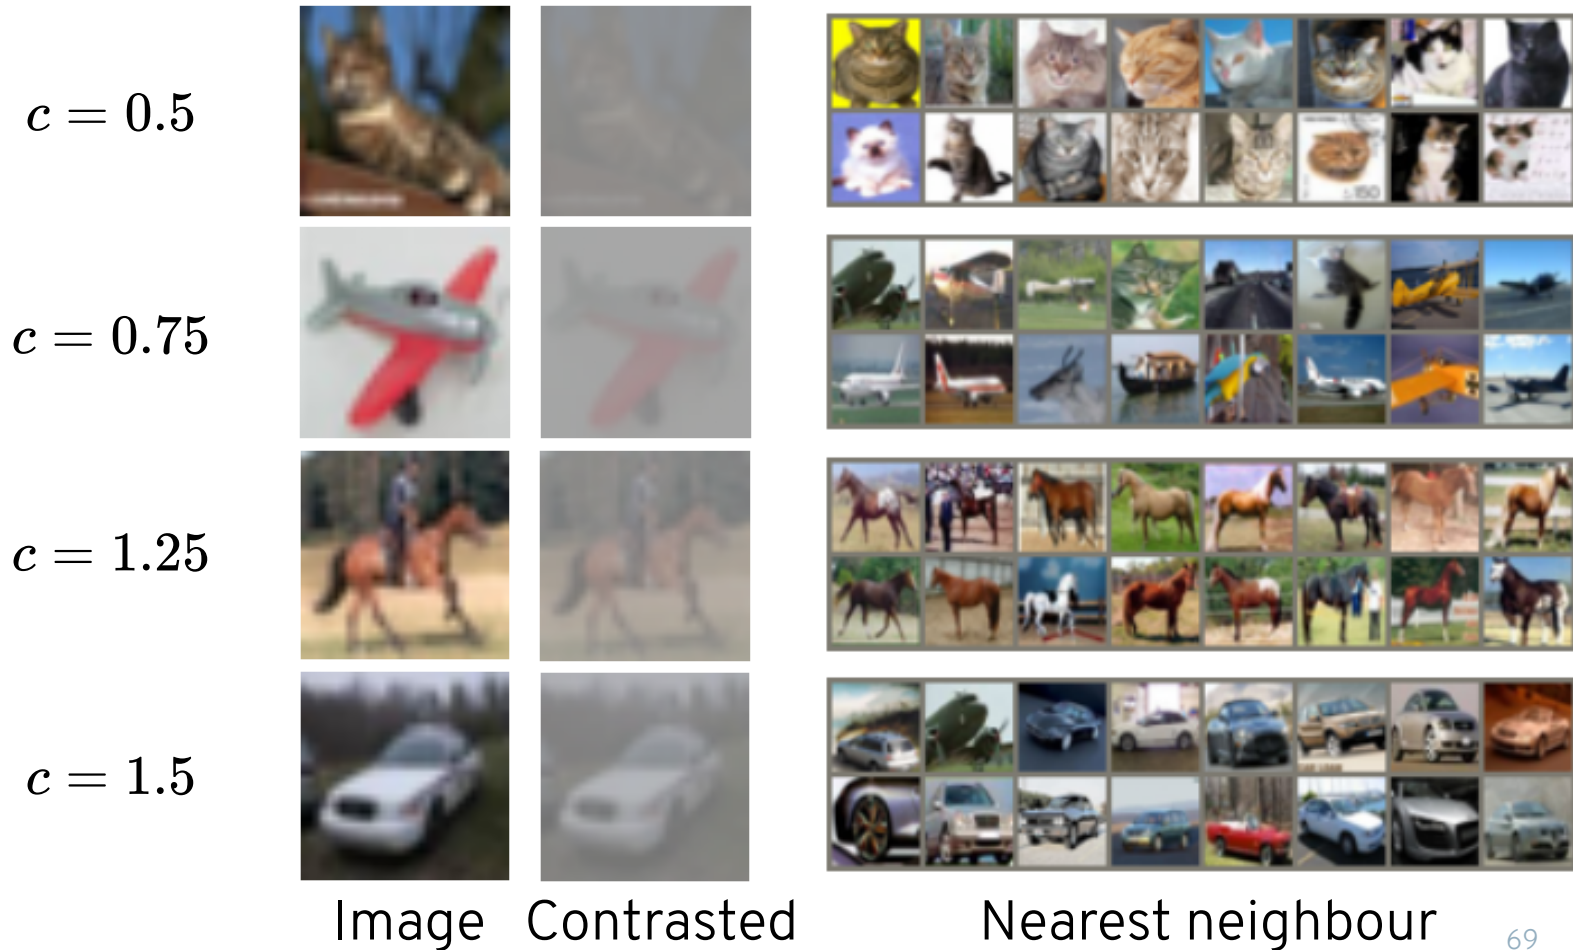 c = 0.5
c = 0.75
c = 1.25
c = 1.5
Image Contrasted Nearest neighbour
69